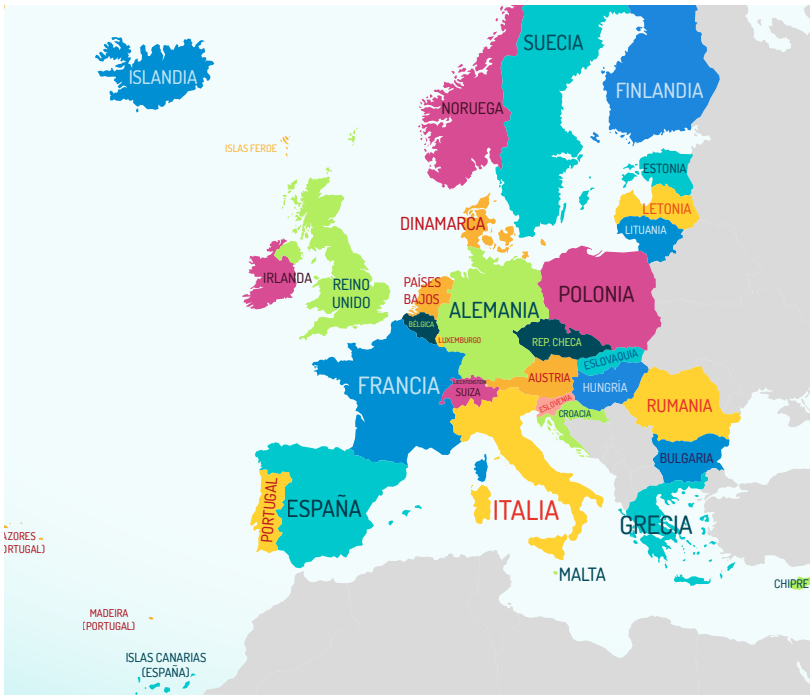 SUECIA
ISLANDIA
FINLANDIA
NORUEGA
ISLAS FEROE
ESTONIA
LETONIA
DINAMARCA
LITUANIA
IRLANDA
REINO
UNIDO
PAÍSES
BAJOS
POLONIA
ALEMANIA
BÉLGICA
LUXEMBURGO
REP. CHECA
ESLOVAQUIA
FRANCIA
LIECHTENSTEIN
SUIZA
AUSTRIA
HUNGRÍA
ESLOVENIA
CROACIA
RUMANIA
BULGARIA
PORTUGAL
ESPAÑA
ITALIA
GRECIA
AZORES
ORTUGAL)
MALTA
CHIPRE
MADEIRA
(PORTUGAL)
ISLAS CANARIAS
(ESPAÑA)